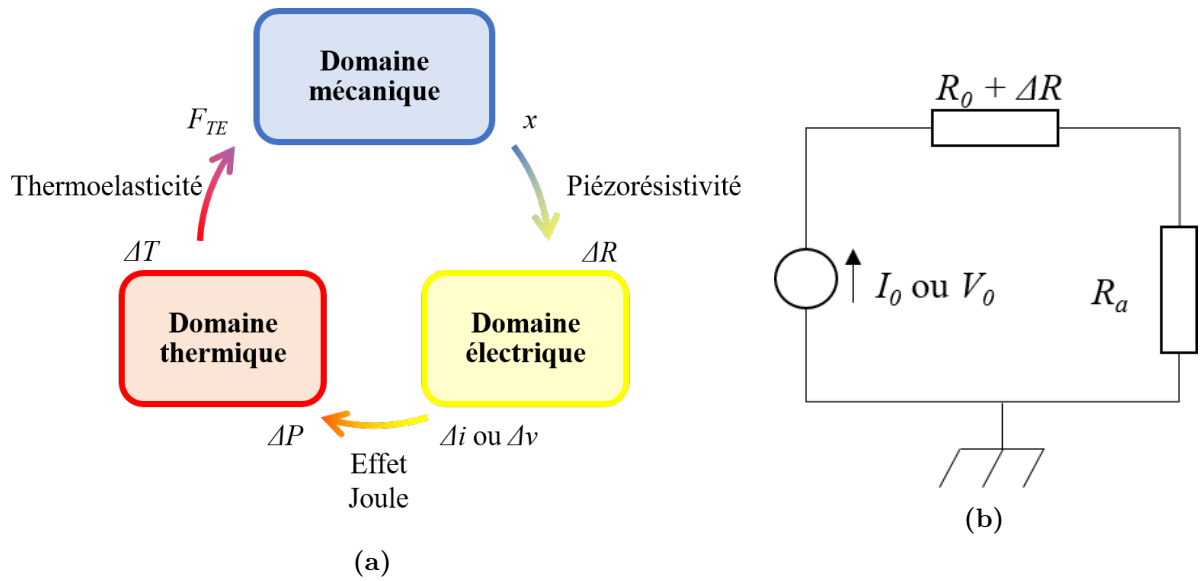 Domaine
mécanique
F_TE
x
Thermoelasticité
Piézorésistivité
ΔT
ΔR
Domaine
thermique
Domaine
électrique
ΔP
Δi ou Δv
Effet
Joule
(a)
R_0 + ΔR
I_0 ou V_0
R_a
(b)